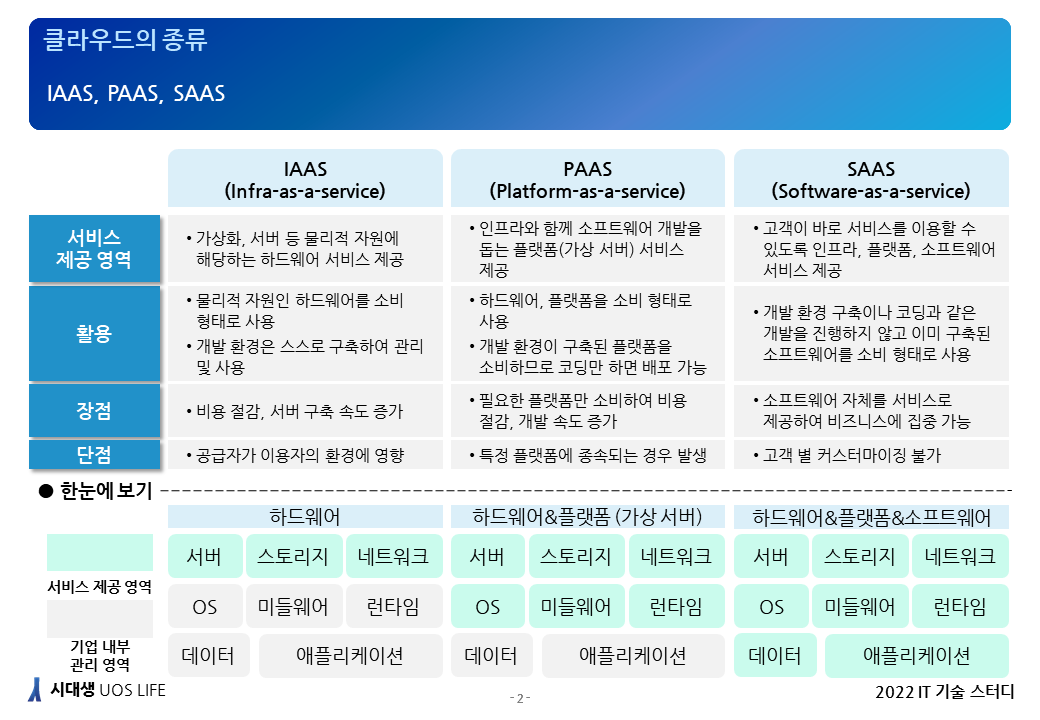 클라우드의 종류
IAAS, PAAS, SAAS
IAAS
(Infra-as-a-service)
PAAS
(Platform-as-a-service)
SAAS
(Software-as-a-service)
서비스
제공 영역
• 가상화, 서버 등 물리적 자원에
해당하는 하드웨어 서비스 제공
• 인프라와 함께 소프트웨어 개발을
돕는 플랫폼(가상 서버) 서비스
제공
• 고객이 바로 서비스를 이용할 수
있도록 인프라, 플랫폼, 소프트웨어
서비스 제공
활용
• 물리적 자원인 하드웨어를 소비
형태로 사용
• 개발 환경은 스스로 구축하여 관리
및 사용
• 하드웨어, 플랫폼을 소비 형태로
사용
• 개발 환경이 구축된 플랫폼을
소비하므로 코딩만 하면 배포 가능
• 개발 환경 구축이나 코딩과 같은
개발을 진행하지 않고 이미 구축된
소프트웨어를 소비 형태로 사용
장점
• 비용 절감, 서버 구축 속도 증가
• 필요한 플랫폼만 소비하여 비용
절감, 개발 속도 증가
• 소프트웨어 자체를 서비스로
제공하여 비즈니스에 집중 가능
단점
• 공급자가 이용자의 환경에 영향
• 특정 플랫폼에 종속되는 경우 발생
• 고객 별 커스터마이징 불가
● 한눈에 보기
하드웨어
하드웨어&플랫폼 (가상 서버)
하드웨어&플랫폼&소프트웨어
서버 스토리지 네트워크
서버 스토리지 네트워크
서버 스토리지 네트워크
서비스 제공 영역
OS 미들웨어 런타임
OS 미들웨어 런타임
OS 미들웨어 런타임
기업 내부
관리 영역
데이터 애플리케이션
데이터 애플리케이션
데이터 애플리케이션
시대생 UOS LIFE
- 2 -
2022 IT 기술 스터디